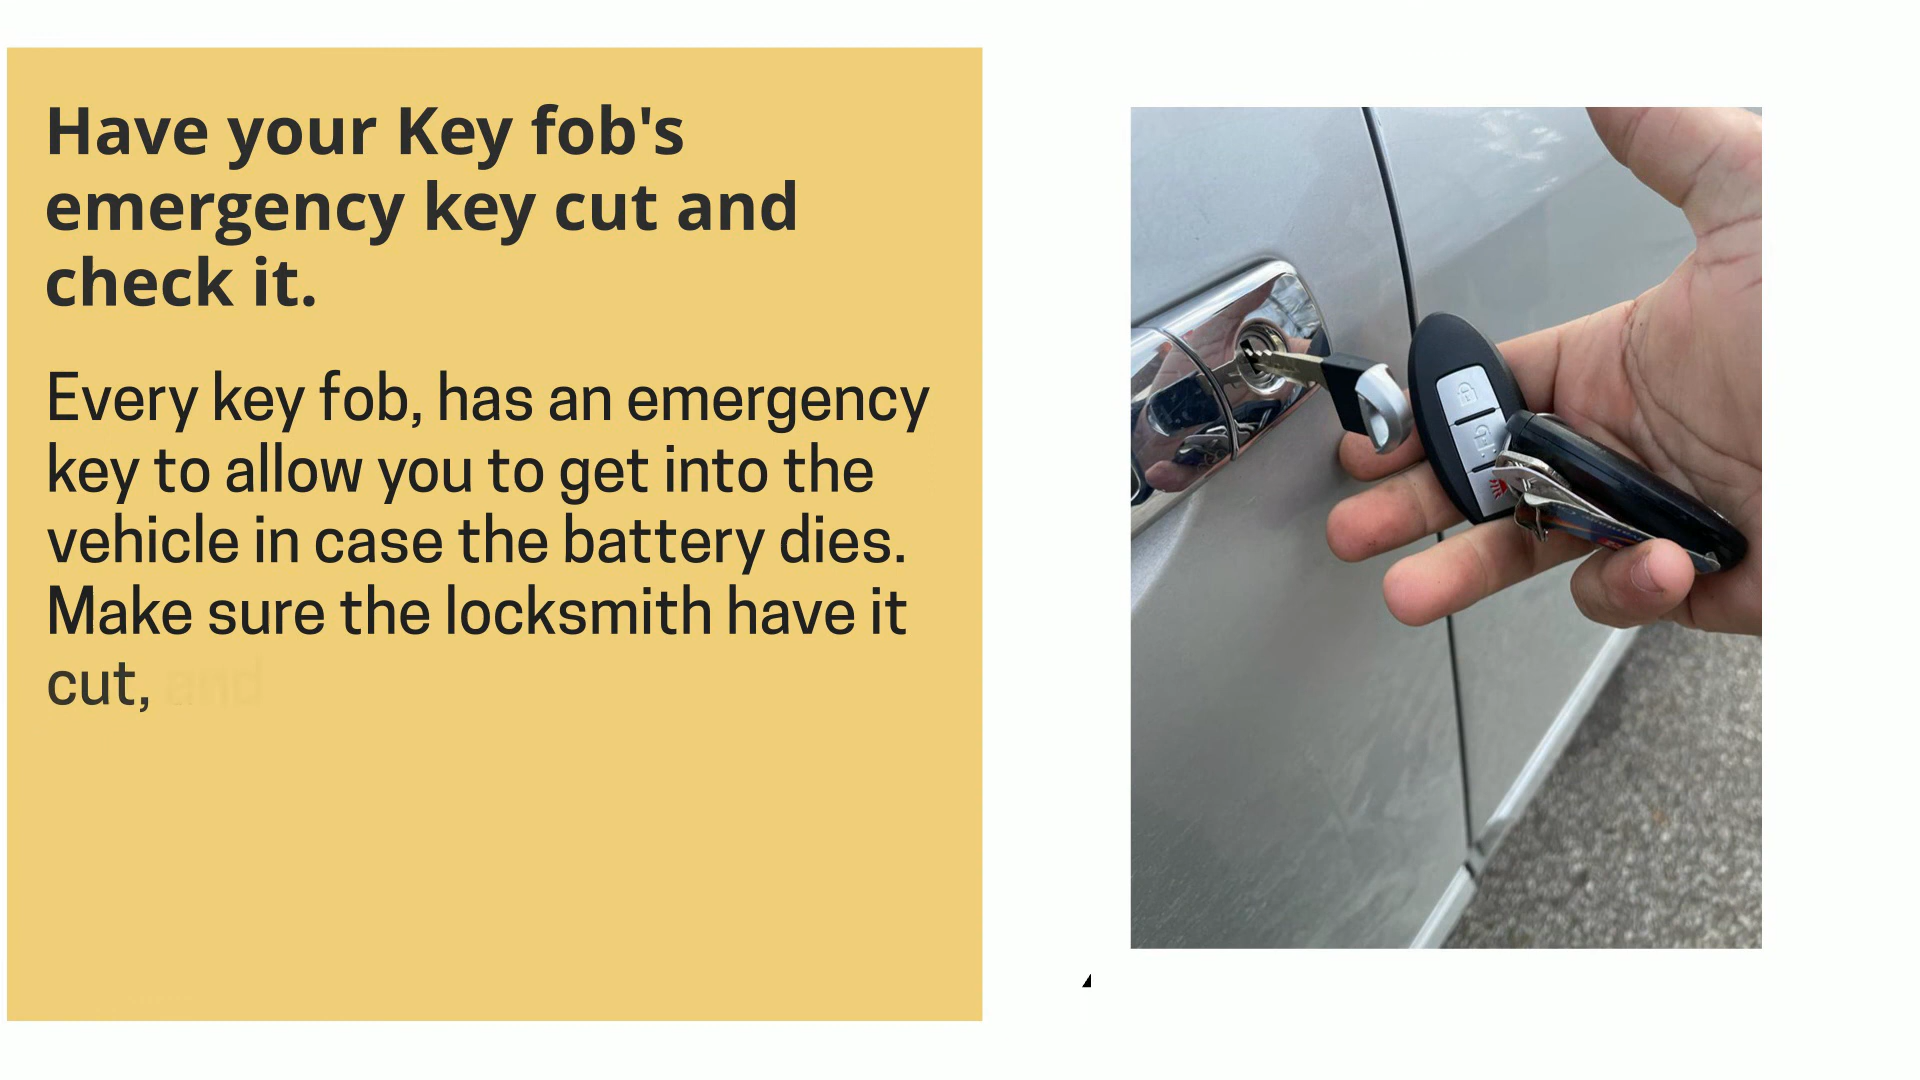 Have your Key fob's
emergency key cut and
check it.
Every key fob, has an emergency
key to allow you to get into the
vehicle in case the battery dies.
Make sure the locksmith have it
cut, and